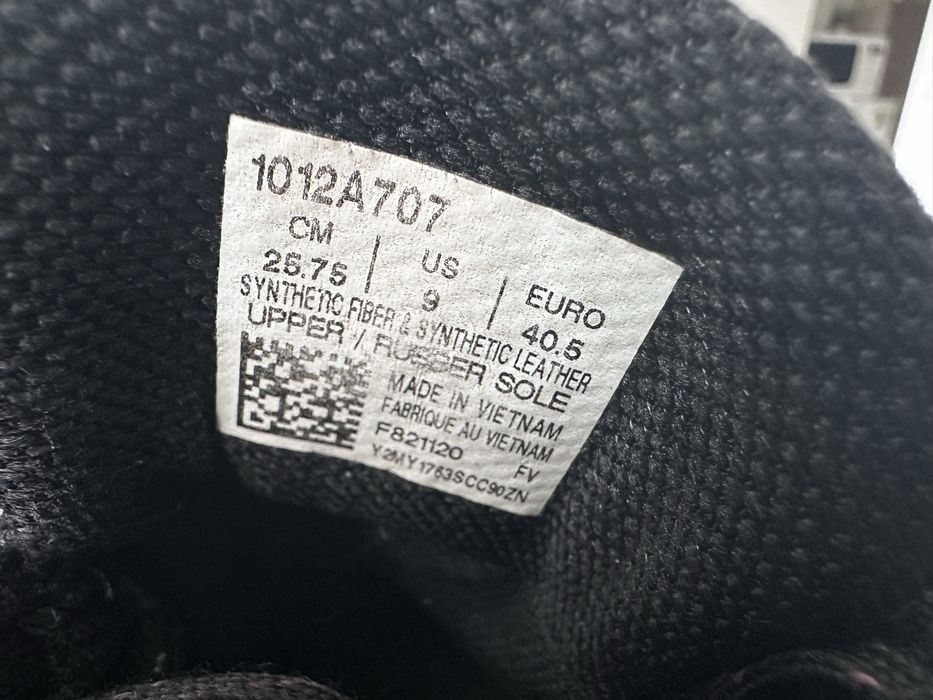 1012A707
CM | US | EURO
25.75 9 40.5
SYNTHETIC FIBER & SYNTHETIC LEATHER
UPPER / RUBBER SOLE
MADE IN VIETNAM
FABRIQUE AU VIETNAM
F821120 FV
Y2MY1763SCC90ZN